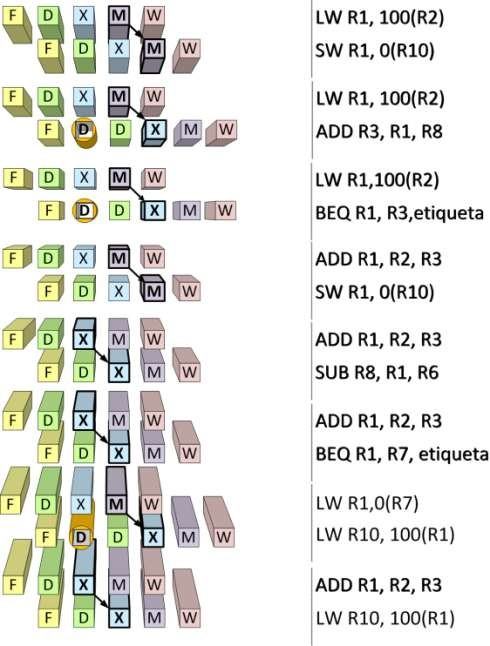 F D X M W LW R1, 100(R2)
F D X M W SW R1, 0(R10)
F D X M W LW R1, 100(R2)
F D D X M W ADD R3, R1, R8
F D X M W LW R1,100(R2)
F D D X M W BEQ R1, R3,etiqueta
F D X M W ADD R1, R2, R3
F D X M W SW R1, 0(R10)
F D X M W ADD R1, R2, R3
F D X M W SUB R8, R1, R6
F D X M W ADD R1, R2, R3
F D X M W BEQ R1, R7, etiqueta
F D X M W LW R1,0(R7)
F D D X M W LW R10, 100(R1)
F D X M W ADD R1, R2, R3
F D X M W LW R10, 100(R1)